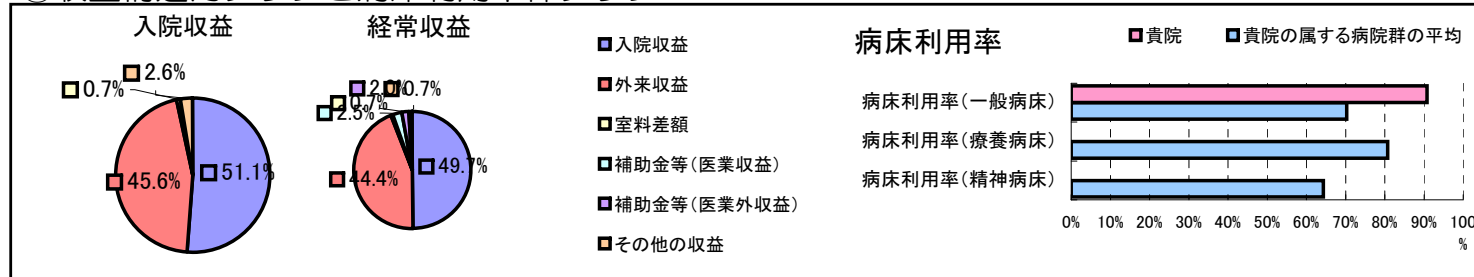 入院収益
経常収益
2.6%
0.7%
45.6%
51.1%
2.0%
0.7%
0.7%
2.5%
44.4%
49.7%
入院収益
外来収益
室料差額
補助金等(医業収益)
補助金等(医業外収益)
その他の収益
病床利用率
貴院
貴院の属する病院群の平均
病床利用率(一般病床)
病床利用率(療養病床)
病床利用率(精神病床)
0% 10% 20% 30% 40% 50% 60% 70% 80% 90% 100
%